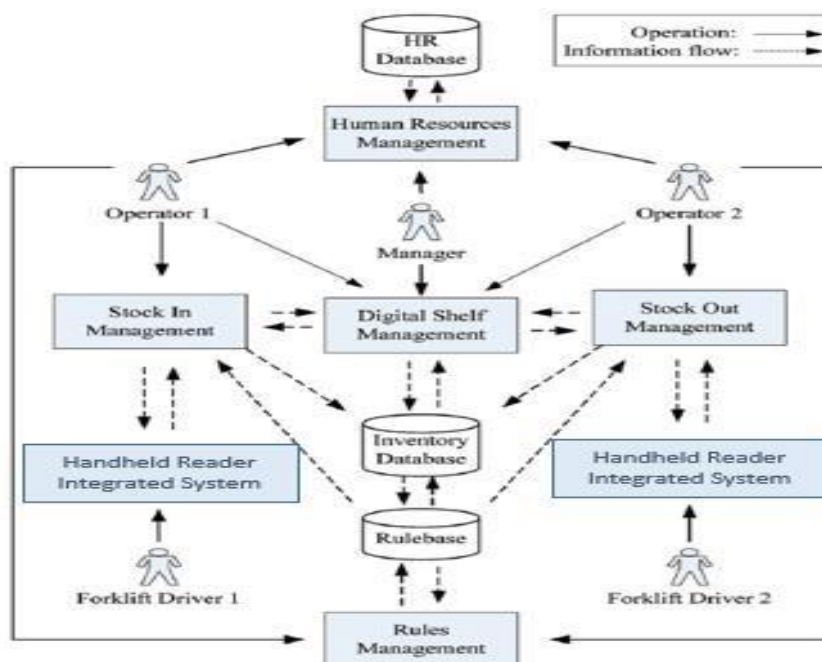 HR
Database
Operation:
Information flow:
Human Resources
Management
Operator 1
Operator 2
Manager
Stock In
Management
Digital Shelf
Management
Stock Out
Management
Inventory
Database
Handheld Reader
Integrated System
Handheld Reader
Integrated System
Rulebase
Forklift Driver 1
Forklift Driver 2
Rules
Management